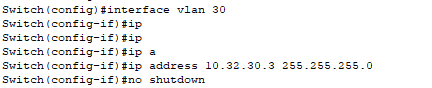 Switch(config)#interface vlan 30
Switch(config-if)#ip
Switch(config-if)#ip
Switch(config-if)#ip a
Switch(config-if)#ip address 10.32.30.3 255.255.255.0
Switch(config-if)#no shutdown